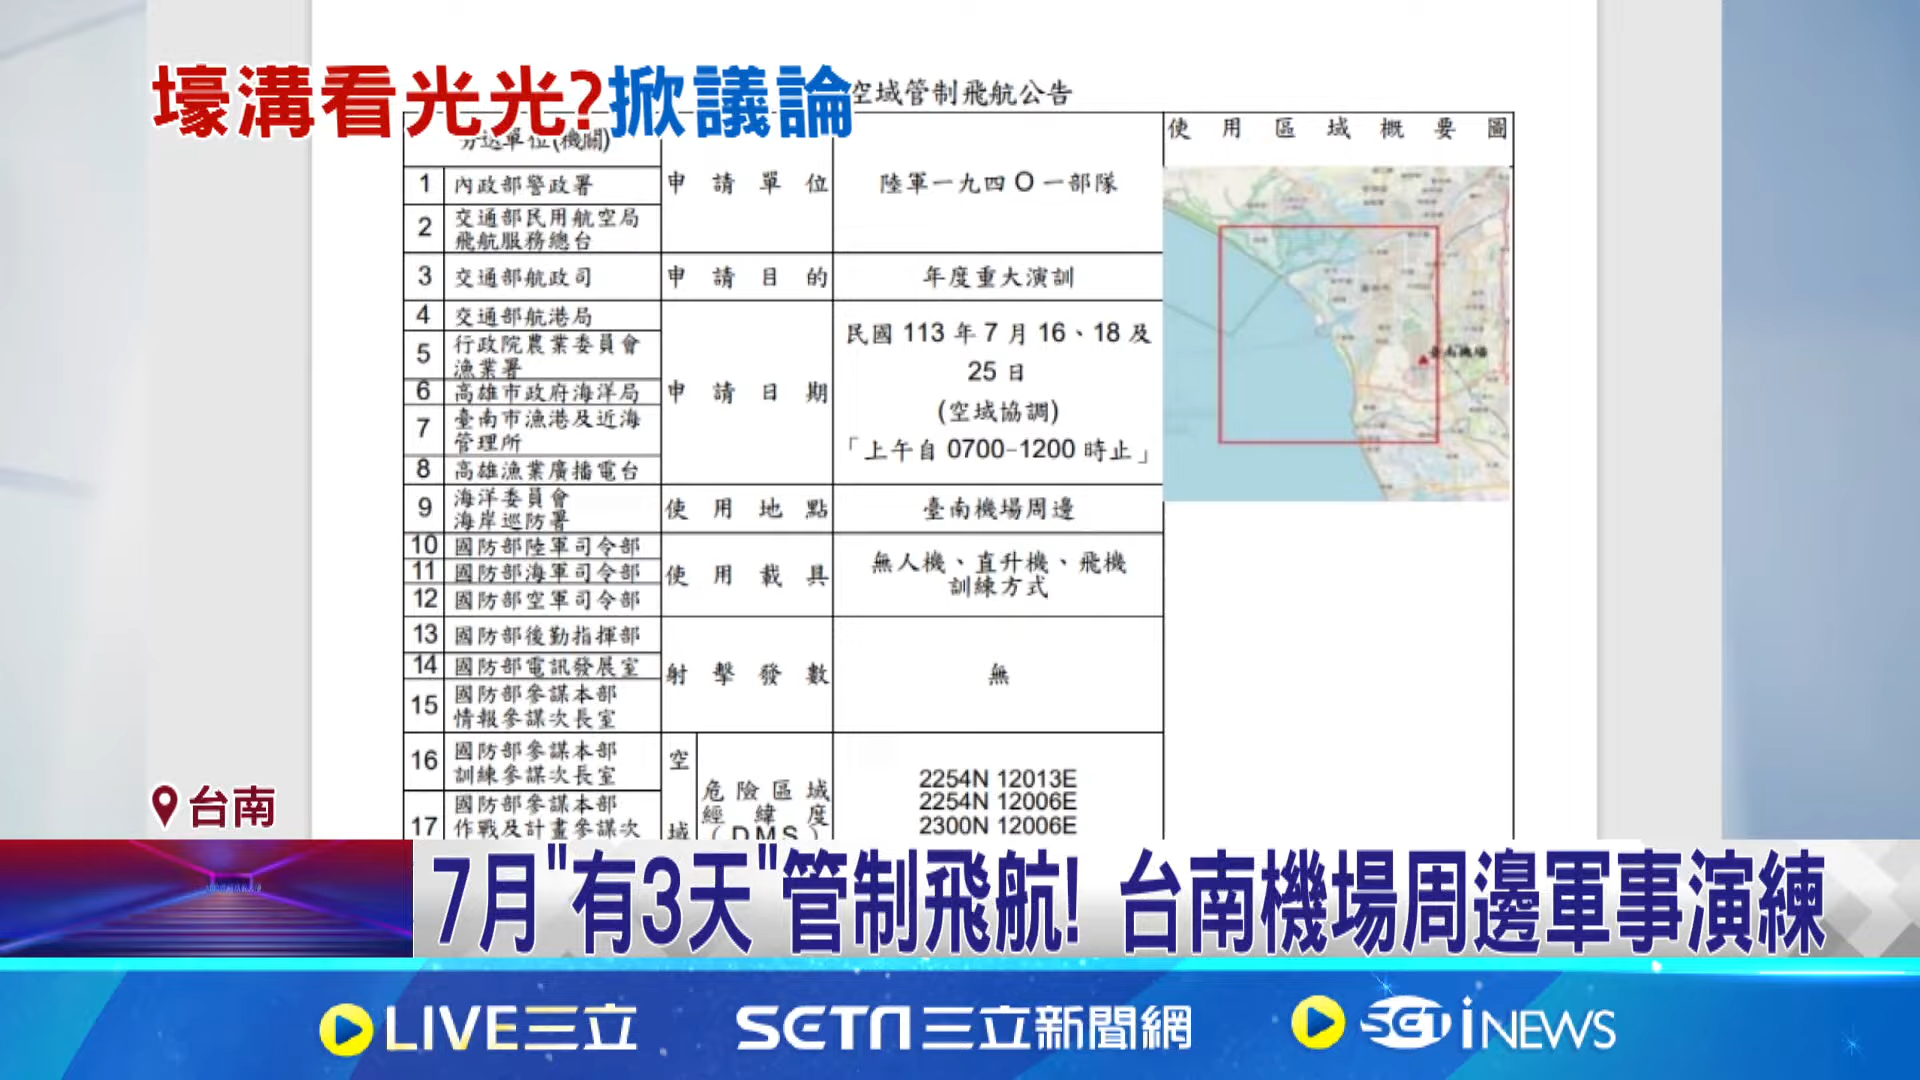 壕溝看光光?掀議論
空域管制飛航公告
分送單位(機關)
1 內政部警政署
2 交通部民用航空局
飛航服務總台
3 交通部航政司
4 交通部航港局
5 行政院農業委員會
漁業署
6 高雄市政府海洋局
7 臺南市漁港及近海
管理所
8 高雄漁業廣播電台
9 海洋委員會
海岸巡防署
10 國防部陸軍司令部
11 國防部海軍司令部
12 國防部空軍司令部
13 國防部後勤指揮部
14 國防部電訊發展室
15 國防部參謀本部
情報參謀次長室
16 國防部參謀本部
訓練參謀次長室
17 國防部參謀本部
作戰及計畫參謀次
申請單位 陸軍一九四O一部隊
申請目的 年度重大演訓
申請日期 民國 113 年 7 月 16、18 及
25 日
(空域協調)
「上午自 0700-1200 時止」
使用地點 臺南機場周邊
使用載具 無人機、直升機、飛機
訓練方式
射擊發數 無
空域
危險區域
經緯度
(DMS)
2254N 12013E
2254N 12006E
2300N 12006E
使用區域概要圖
臺南機場
台南
7月"有3天"管制飛航! 台南機場周邊軍事演練
LIVE三立
SETN三立新聞網
SETiNEWS